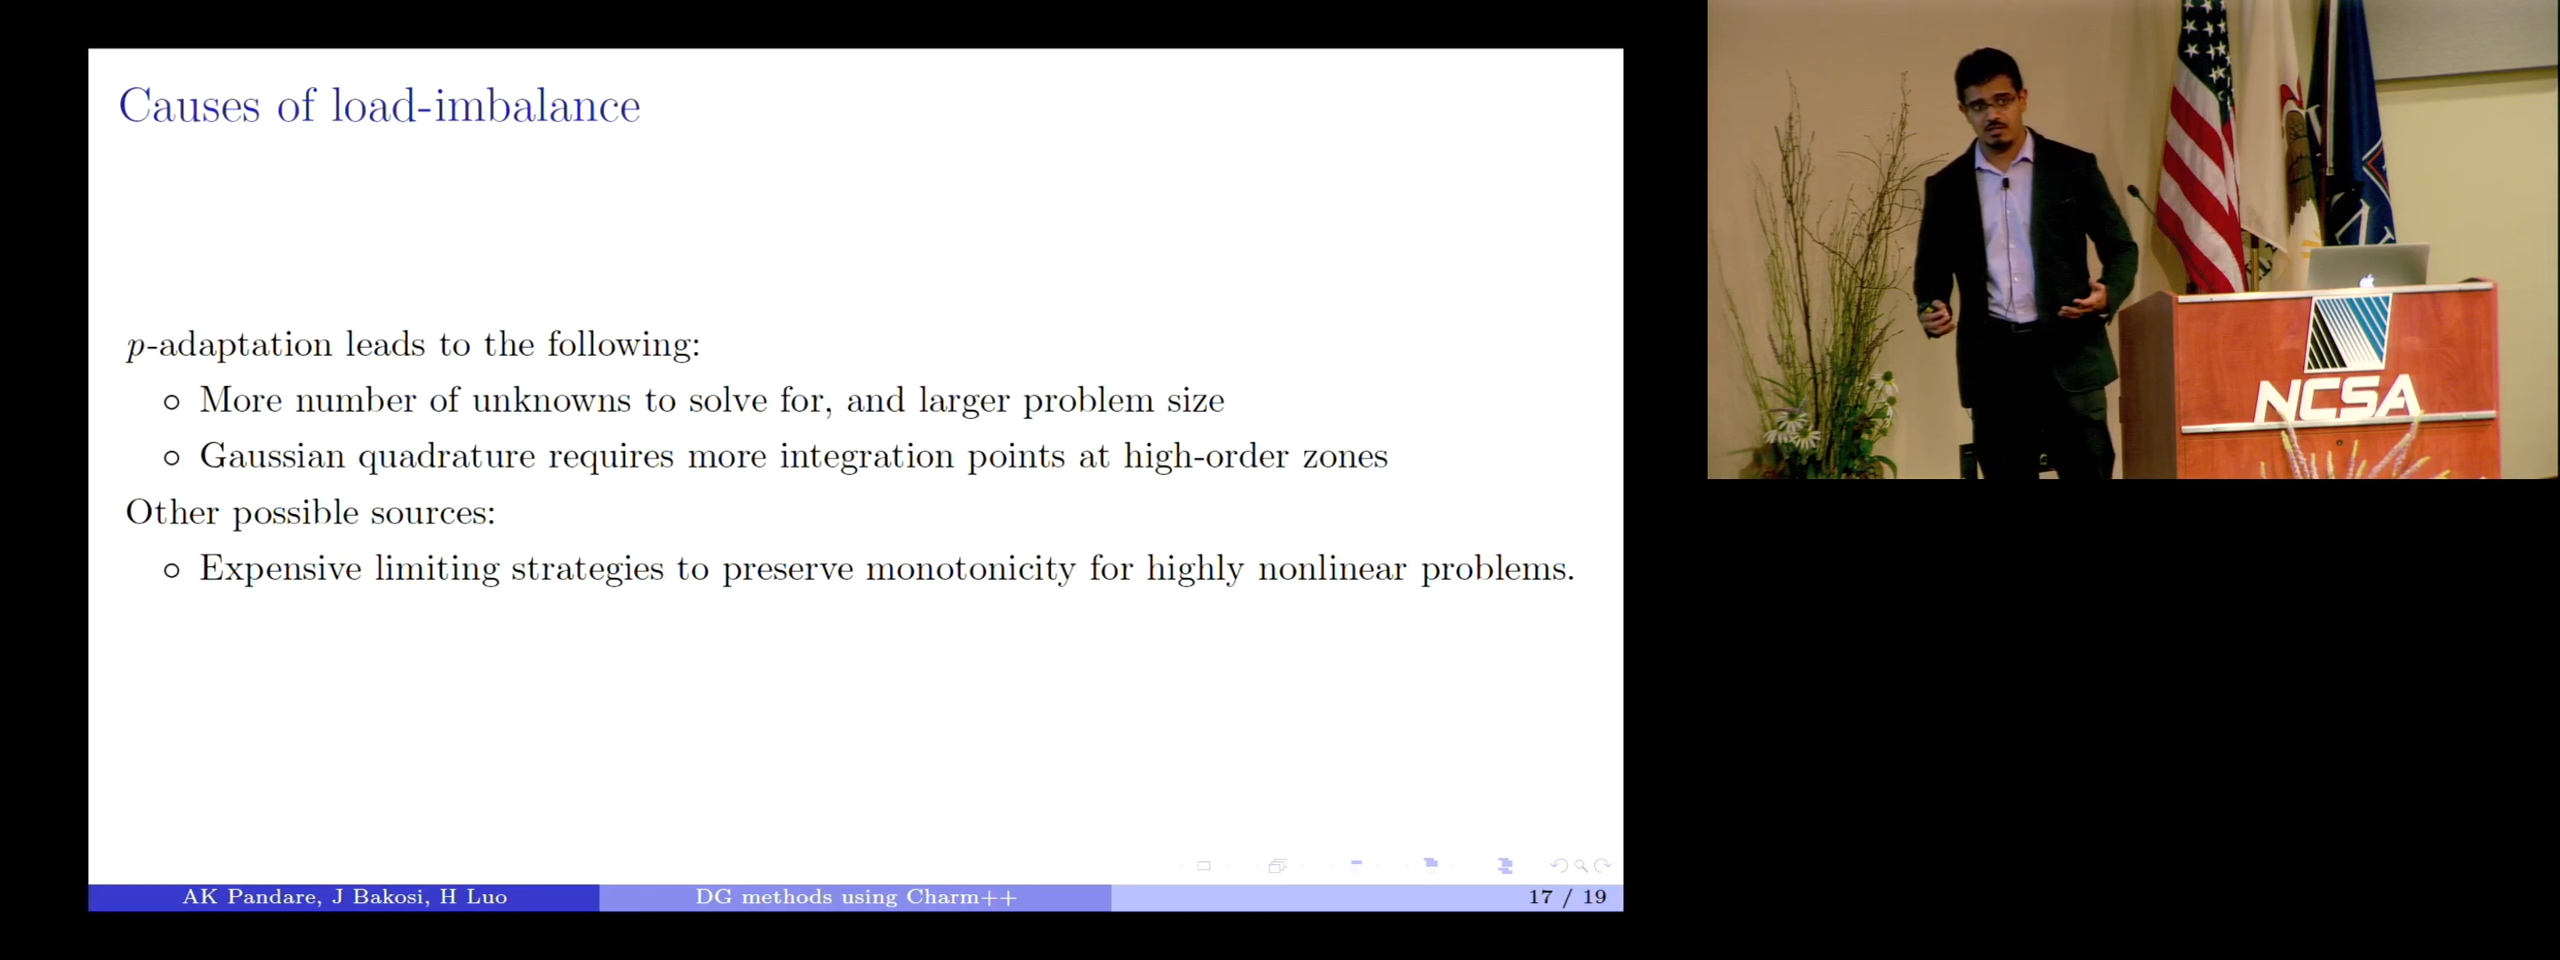 Causes of load-imbalance
p-adaptation leads to the following:
○ More number of unknowns to solve for, and larger problem size
○ Gaussian quadrature requires more integration points at high-order zones
Other possible sources:
○ Expensive limiting strategies to preserve monotonicity for highly nonlinear problems.
AK Pandare, J Bakosi, H Luo
DG methods using Charm++
17 / 19
NCSA